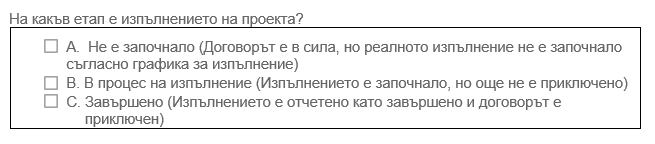 На какъв етап е изпълнението на проекта?
A. Не е започнало (Договорът е в сила, но реалното изпълнение не е започнало
съгласно графика за изпълнение)
B. В процес на изпълнение (Изпълнението е започнало, но още не е приключено)
C. Завършено (Изпълнението е отчетено като завършено и договорът е
приключен)